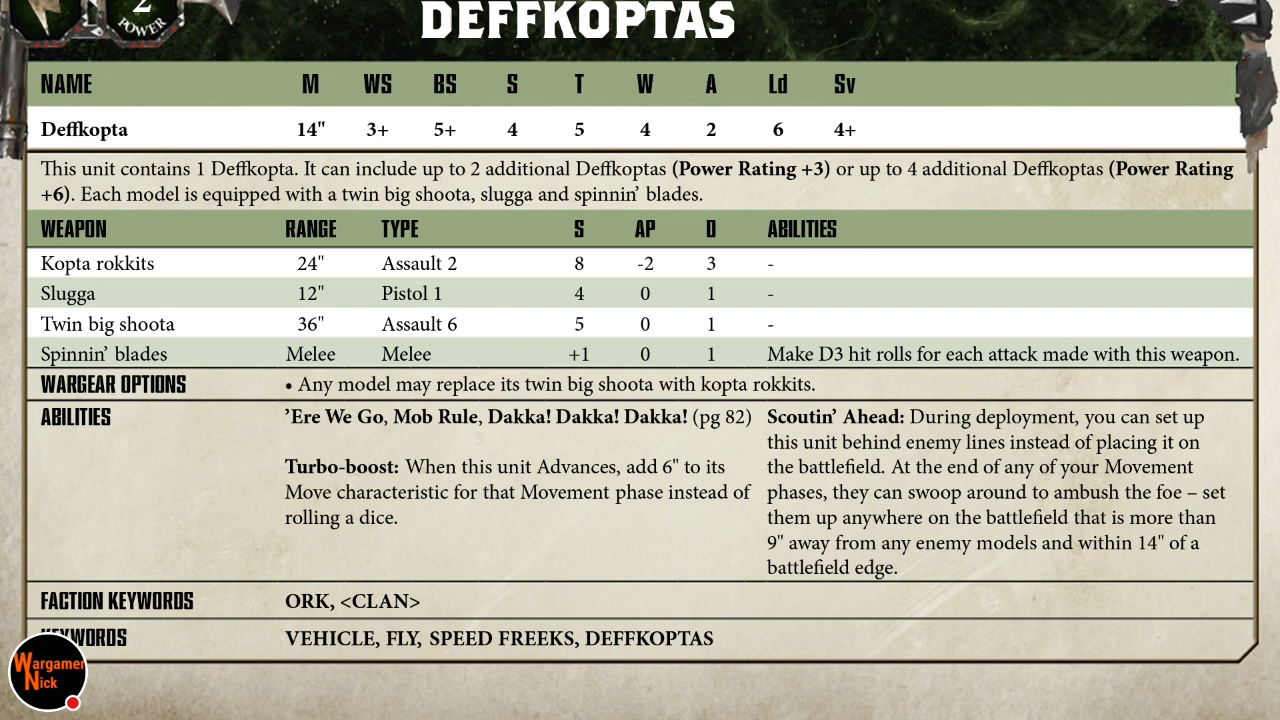 2
POWER
DEFFKOPTAS
NAME M WS BS S T W A Ld Sv
Deffkopta 14" 3+ 5+ 4 5 4 2 6 4+
This unit contains 1 Deffkopta. It can include up to 2 additional Deffkoptas (Power Rating +3) or up to 4 additional Deffkoptas (Power Rating
+6). Each model is equipped with a twin big shoota, slugga and spinnin’ blades.
WEAPON RANGE TYPE S AP D ABILITIES
Kopta rokkits 24" Assault 2 8 -2 3 -
Slugga 12" Pistol 1 4 0 1 -
Twin big shoota 36" Assault 6 5 0 1 -
Spinnin’ blades Melee Melee +1 0 1 Make D3 hit rolls for each attack made with this weapon.
WARGEAR OPTIONS • Any model may replace its twin big shoota with kopta rokkits.
ABILITIES
’Ere We Go, Mob Rule, Dakka! Dakka! Dakka! (pg 82)
Turbo-boost: When this unit Advances, add 6" to its
Move characteristic for that Movement phase instead of
rolling a dice.
Scoutin’ Ahead: During deployment, you can set up
this unit behind enemy lines instead of placing it on
the battlefield. At the end of any of your Movement
phases, they can swoop around to ambush the foe – set
them up anywhere on the battlefield that is more than
9" away from any enemy models and within 14" of a
battlefield edge.
FACTION KEYWORDS ORK, <CLAN>
KEYWORDS VEHICLE, FLY, SPEED FREEKS, DEFFKOPTAS
Wargamer
Nick